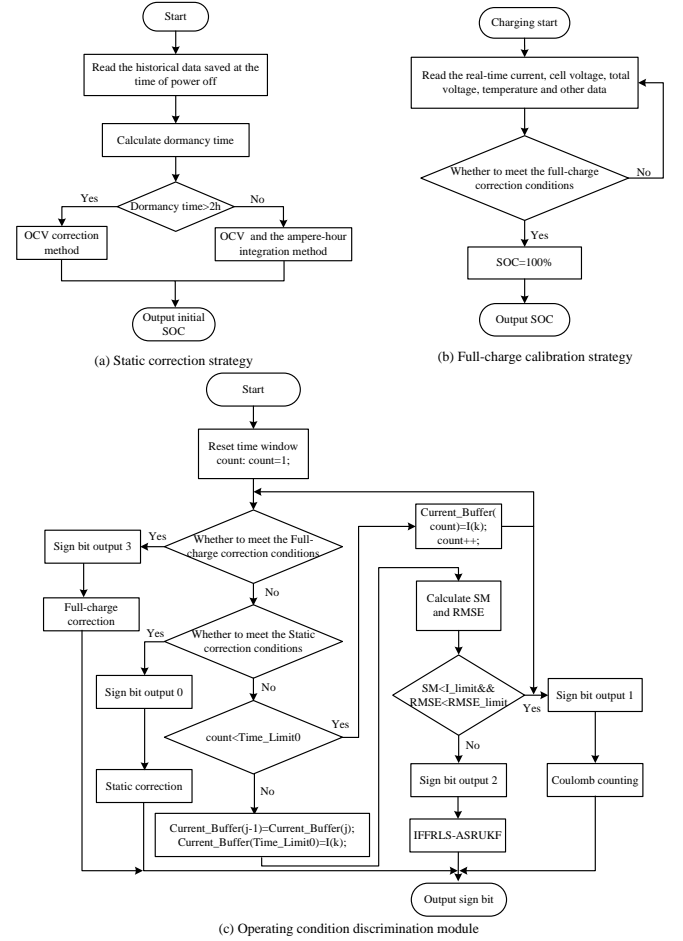 Start
Read the historical data saved at the
time of power off
Calculate dormancy time
Dormancy time>2h
Yes
No
OCV correction
method
OCV and the ampere-hour
integration method
Output initial
SOC
(a) Static correction strategy
Charging start
Read the real-time current, cell voltage, total
voltage, temperature and other data
Whether to meet the full-charge
correction conditions
No
Yes
SOC=100%
Output SOC
(b) Full-charge calibration strategy
Start
Reset time window
count: count=1;
Whether to meet the Full-
charge correction conditions
Yes
Sign bit output 3
Full-charge
correction
No
Whether to meet the Static
correction conditions
Yes
Sign bit output 0
Static correction
No
count<Time_Limit0
Yes
Current_Buffer(
count)=I(k);
count++;
No
Current_Buffer(j-1)=Current_Buffer(j);
Current_Buffer(Time_Limit0)=I(k);
Calculate SM
and RMSE
SM<I_limit&&
RMSE<RMSE_limit
Yes
Sign bit output 1
Coulomb counting
No
Sign bit output 2
IFFRLS-ASRUKF
Output sign bit
(c) Operating condition discrimination module